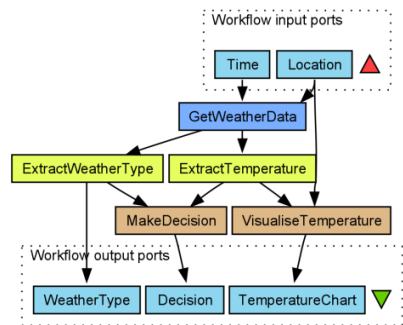 Workflow input ports
Time
Location
GetWeatherData
ExtractWeatherType
ExtractTemperature
MakeDecision
VisualiseTemperature
Workflow output ports
WeatherType
Decision
TemperatureChart